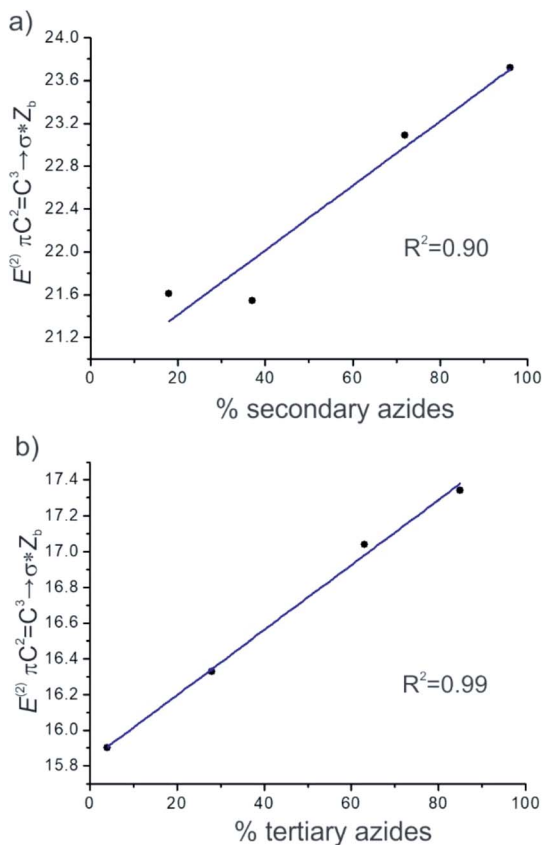 a)
24.0
23.6
23.2
22.8
22.4
22.0
21.6
21.2
E⁽²⁾ πC²=C³→σ*Z_b
R²=0.90
0 20 40 60 80 100
% secondary azides
b)
17.4
17.2
17.0
16.8
16.6
16.4
16.2
16.0
15.8
E⁽²⁾ πC²=C³→σ*Z_b
R²=0.99
0 20 40 60 80 100
% tertiary azides